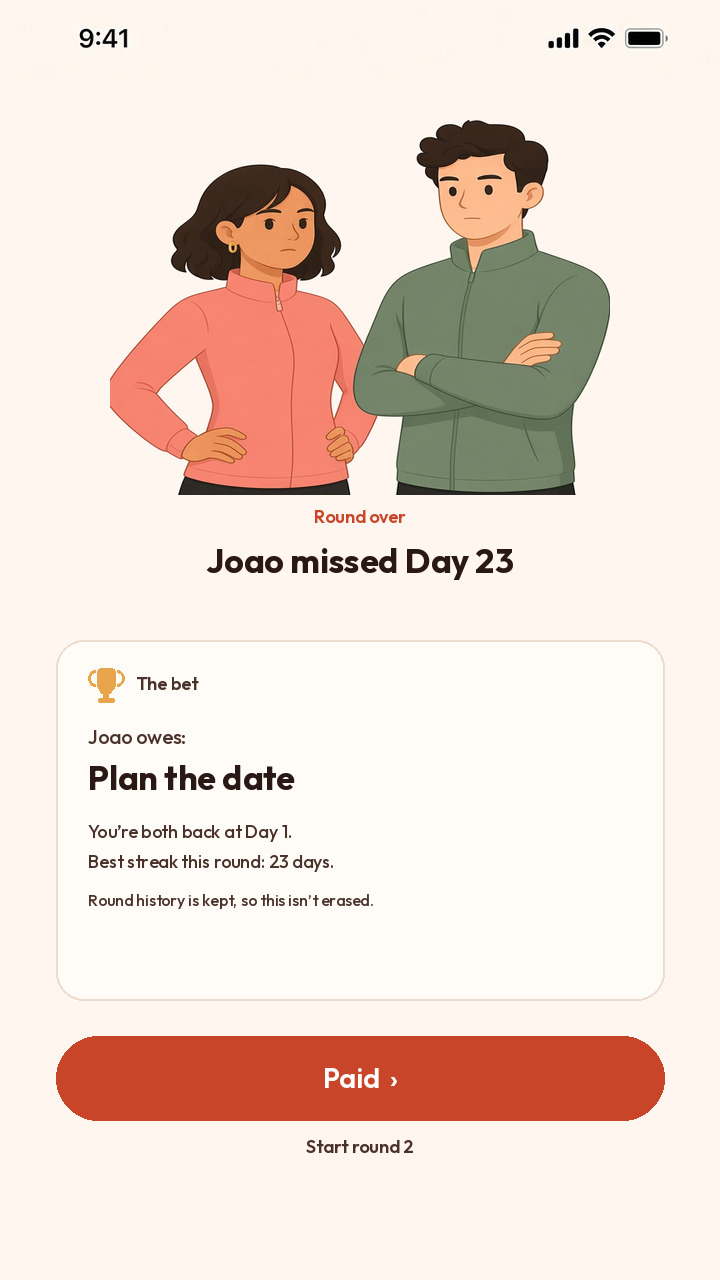 9:41
Round over
Joao missed Day 23
The bet
Joao owes:
Plan the date
You’re both back at Day 1.
Best streak this round: 23 days.
Round history is kept, so this isn’t erased.
Paid ›
Start round 2